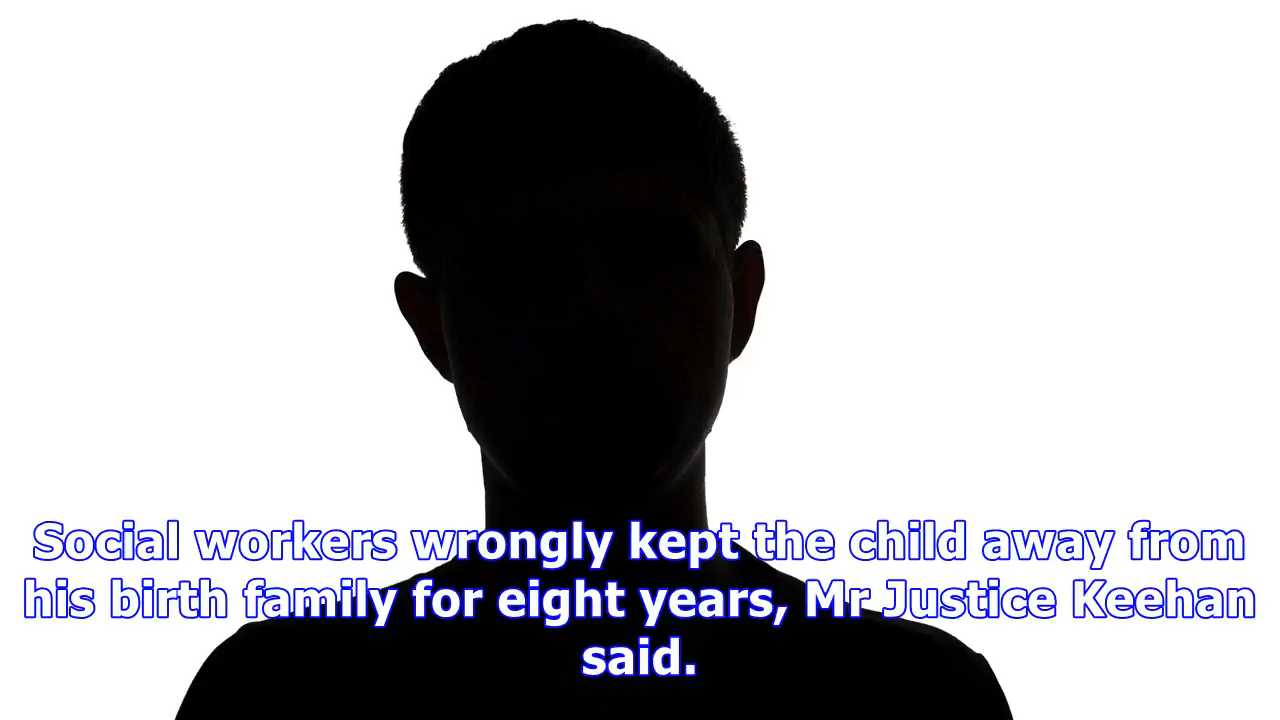 Social workers wrongly kept the child away from
his birth family for eight years, Mr Justice Keehan
said.